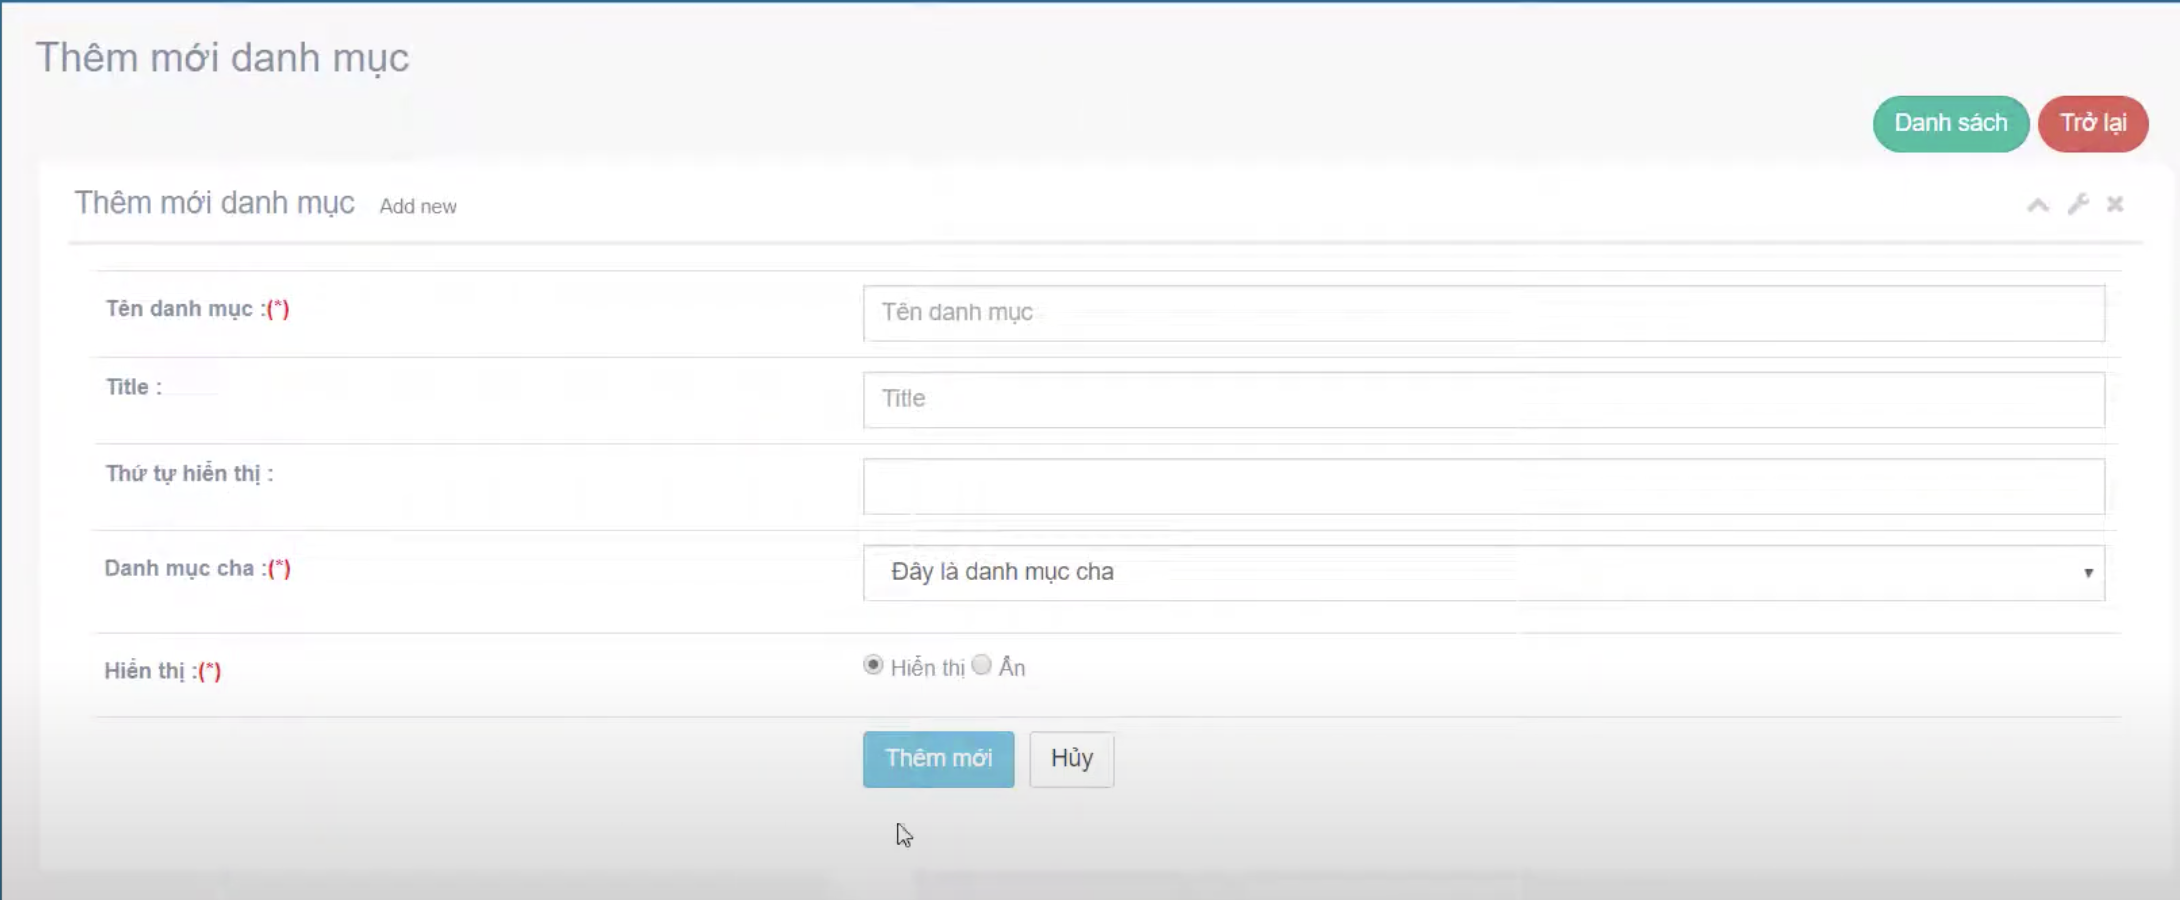 Thêm mới danh mục
Danh sách
Trở lại
Thêm mới danh mục Add new
Tên danh mục :(*)
Tên danh mục
Title :
Title
Thứ tự hiển thị :
Danh mục cha :(*)
Đây là danh mục cha
Hiển thị :(*)
Hiển thị Ẩn
Thêm mới
Hủy